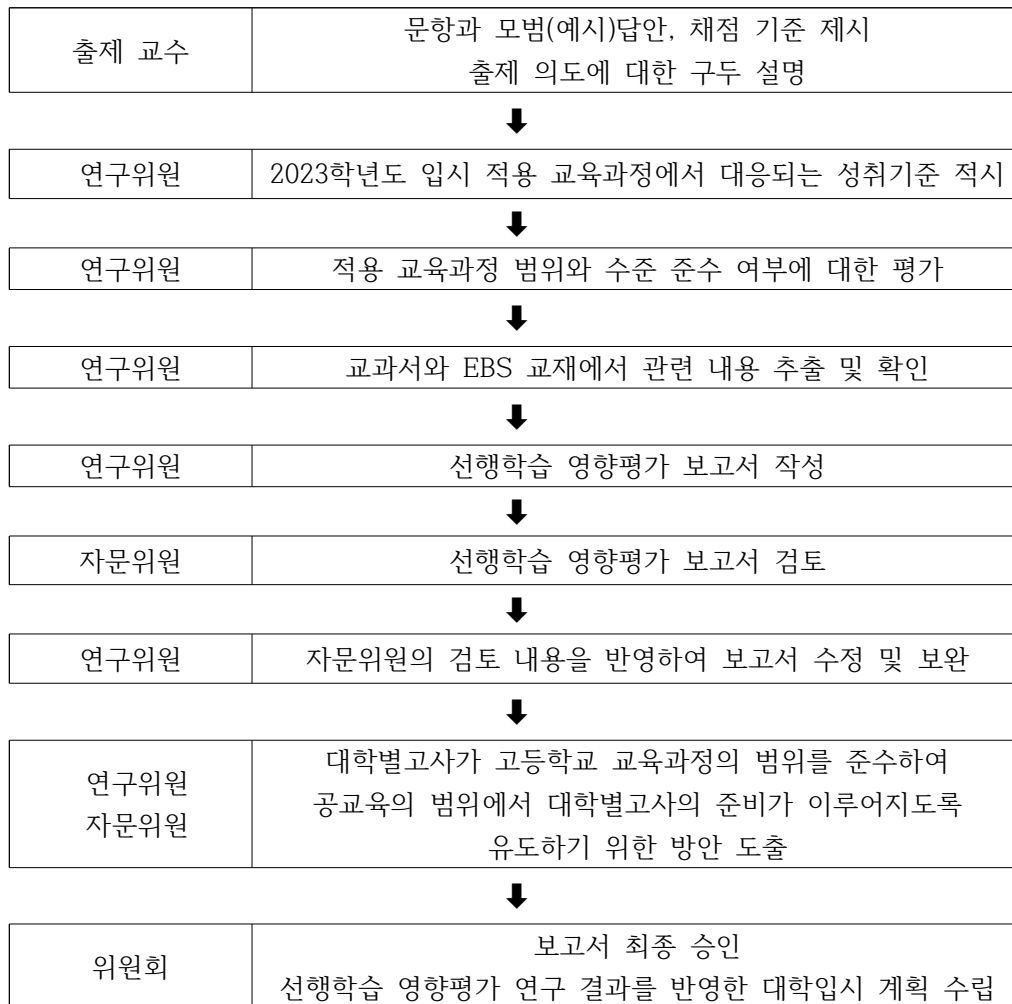 출제 교수
문항과 모범(예시)답안, 채점 기준 제시
출제 의도에 대한 구두 설명
연구위원
2023학년도 입시 적용 교육과정에서 대응되는 성취기준 적시
연구위원
적용 교육과정 범위와 수준 준수 여부에 대한 평가
연구위원
교과서와 EBS 교재에서 관련 내용 추출 및 확인
연구위원
선행학습 영향평가 보고서 작성
자문위원
선행학습 영향평가 보고서 검토
연구위원
자문위원의 검토 내용을 반영하여 보고서 수정 및 보완
연구위원
자문위원
대학별고사가 고등학교 교육과정의 범위를 준수하여
공교육의 범위에서 대학별고사의 준비가 이루어지도록
유도하기 위한 방안 도출
위원회
보고서 최종 승인
선행학습 영향평가 연구 결과를 반영한 대학입시 계획 수립